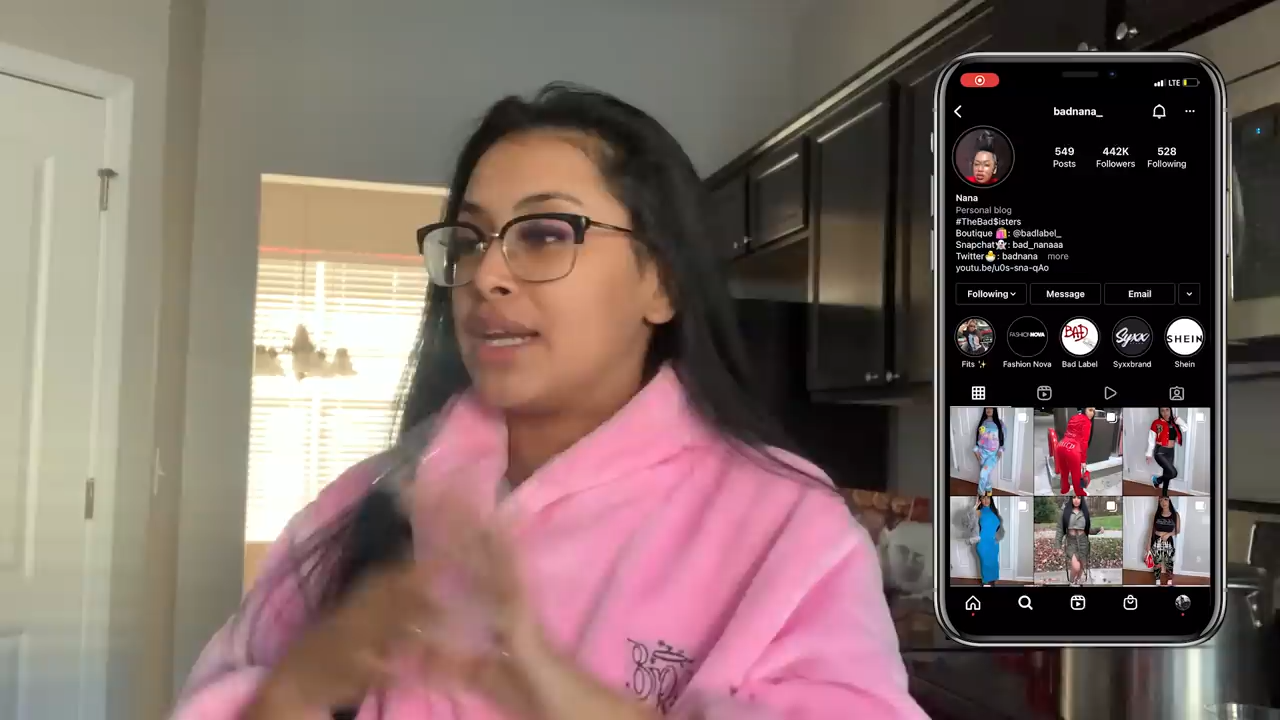 LTE
badnana_
549
442K
528
Posts
Followers
Following
Nana
Personal blog
#TheBad$isters
Boutique 🛍️: @badlabel_
Snapchat👻: bad_nanaaa
Twitter🐣: badnana more
youtu.be/u0s-sna-qAo
Following
Message
Email
FASHION NOVA
BAD
Syxx
SHEIN
Fits ✨
Fashion Nova
Bad Label
Syxxbrand
Shein